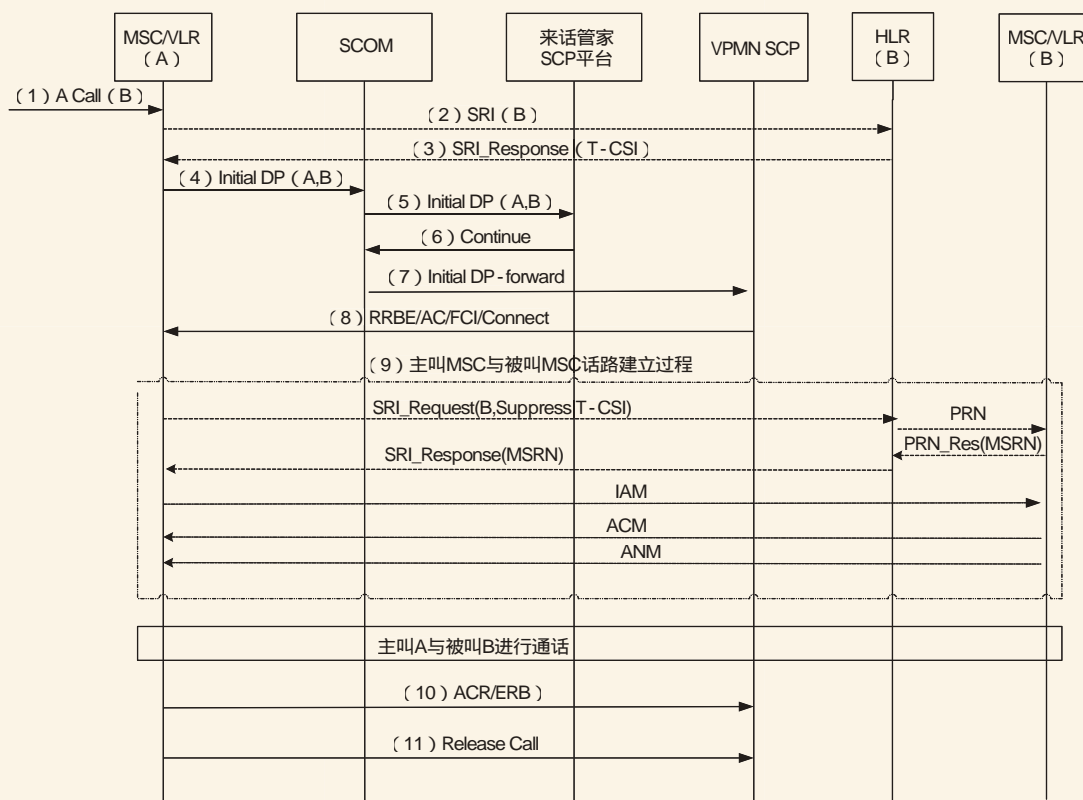 MSC/VLR
（A）
SCOM
来话管家
SCP平台
VPMN SCP
HLR
（B）
MSC/VLR
（B）
（1）A Call（B）
（2）SRI（B）
（3）SRI_Response（T-CSI）
（4）Initial DP（A,B）
（5）Initial DP（A,B）
（6）Continue
（7）Initial DP-forward
（8）RRBE/AC/FCI/Connect
（9）主叫MSC与被叫MSC话路建立过程
SRI_Request(B,Suppress T-CSI)
PRN
PRN_Res(MSRN)
SRI_Response(MSRN)
IAM
ACM
ANM
主叫A与被叫B进行通话
（10）ACR/ERB）
（11）Release Call